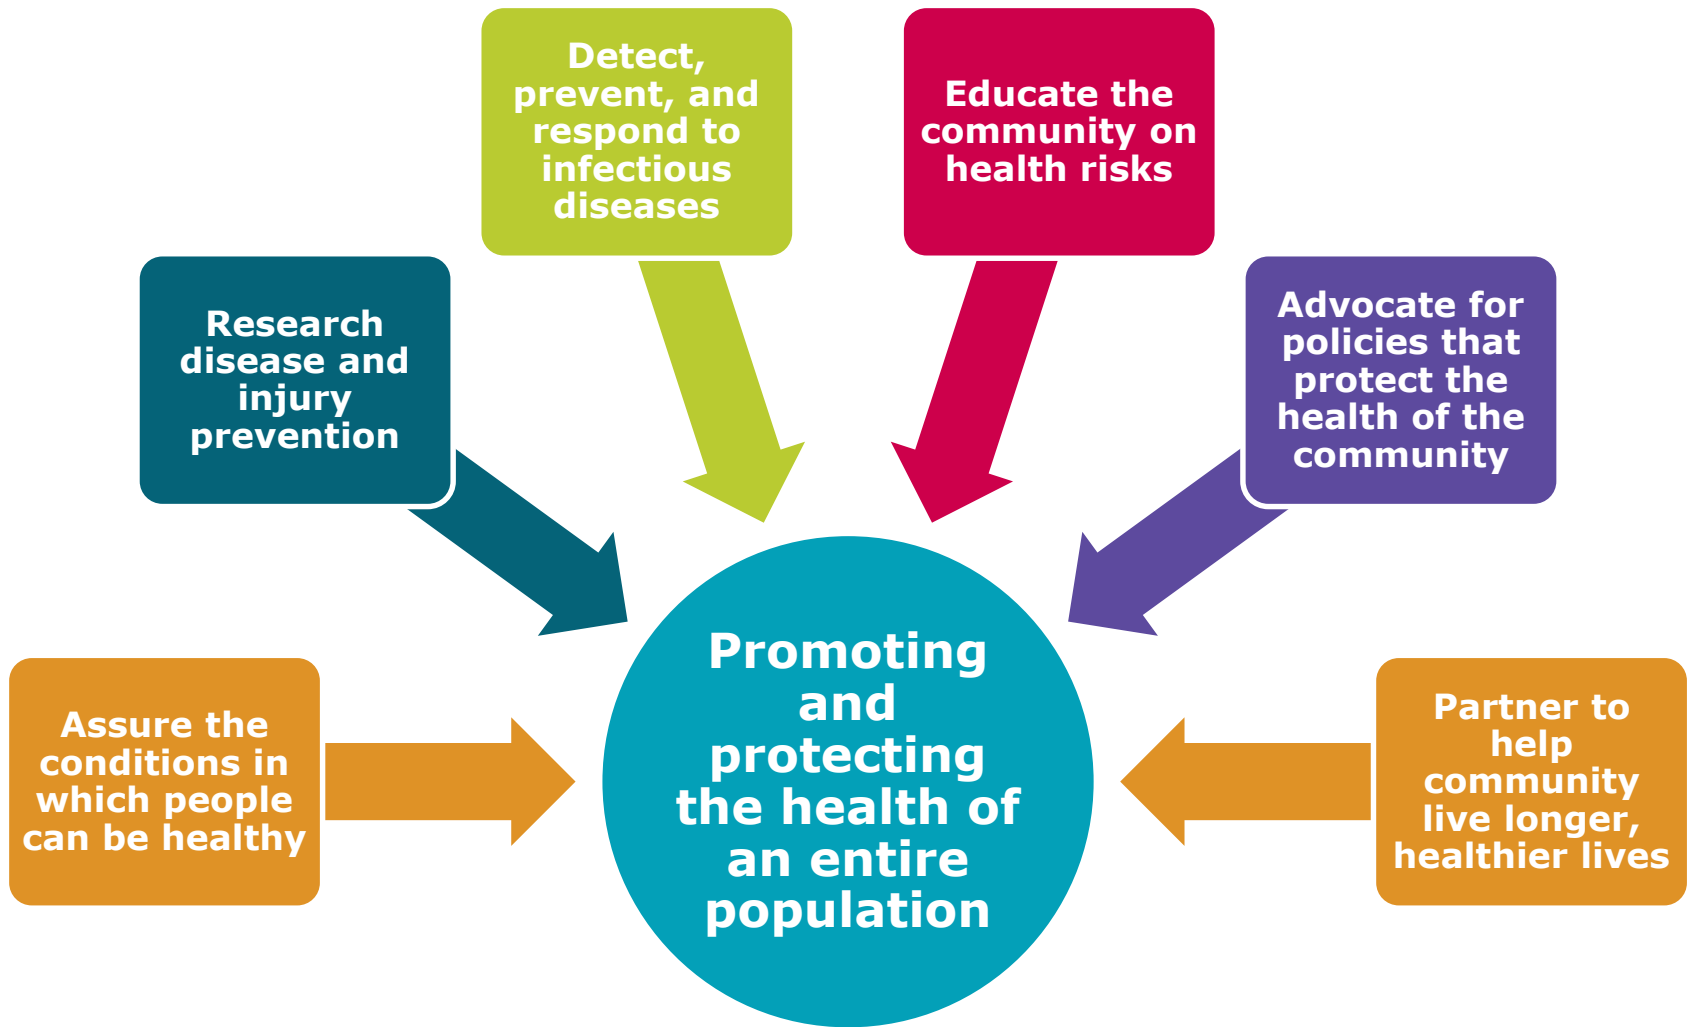 Detect,
prevent, and
respond to
infectious
diseases
Educate the
community on
health risks
Research
disease and
injury
prevention
Advocate for
policies that
protect the
health of the
community
Assure the
conditions in
which people
can be healthy
Promoting
and
protecting
the health of
an entire
population
Partner to
help
community
live longer,
healthier lives